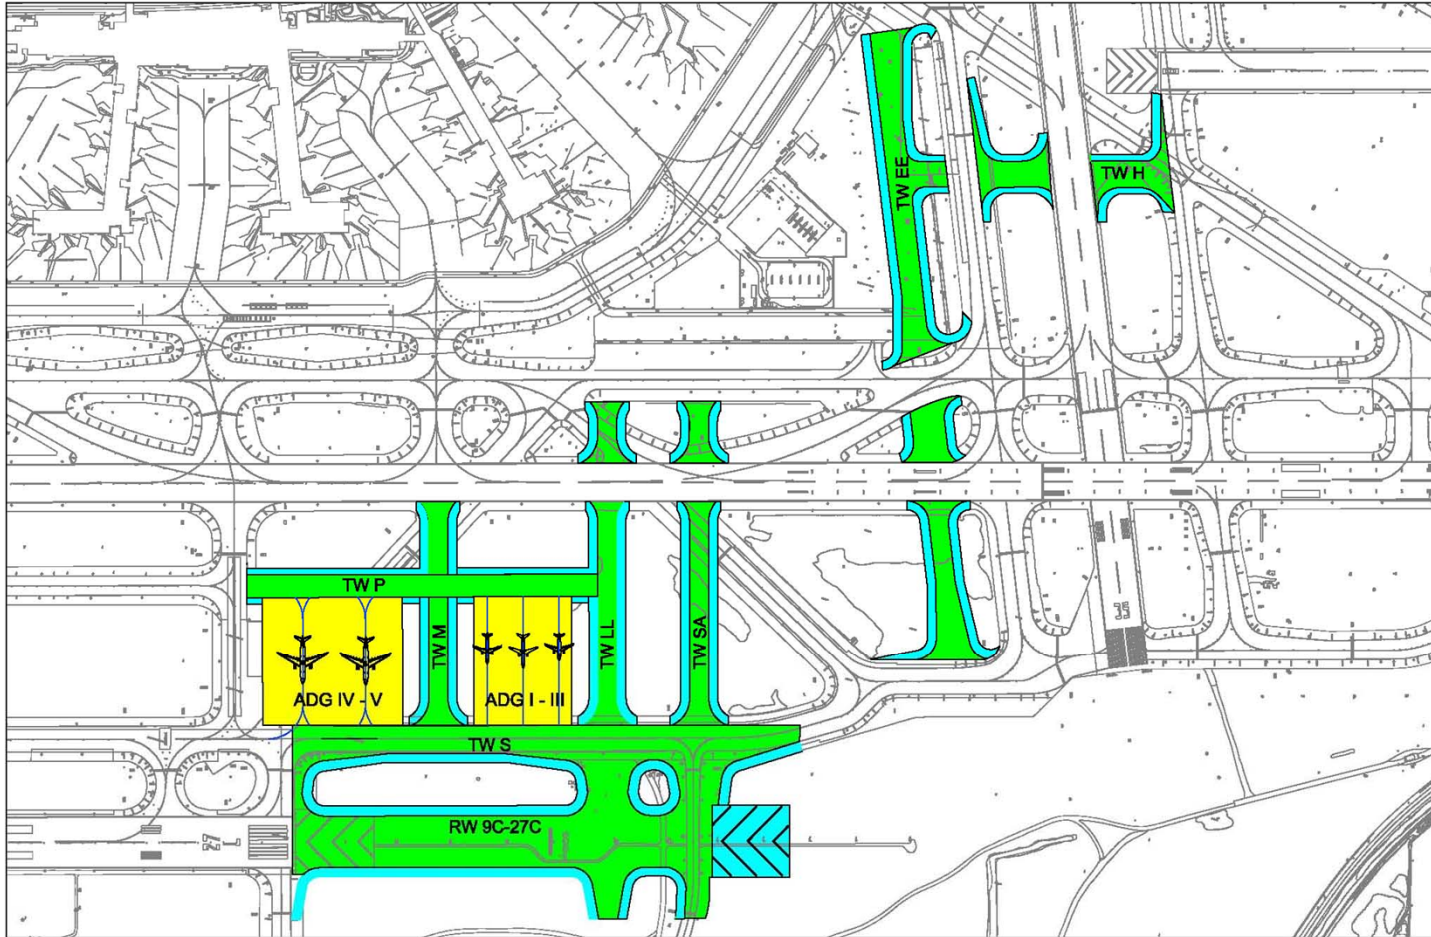 TW EE
TW H
TW P
TW M
TW LL
TW SA
ADG IV - V
ADG I - III
TW S
RW 9C-27C